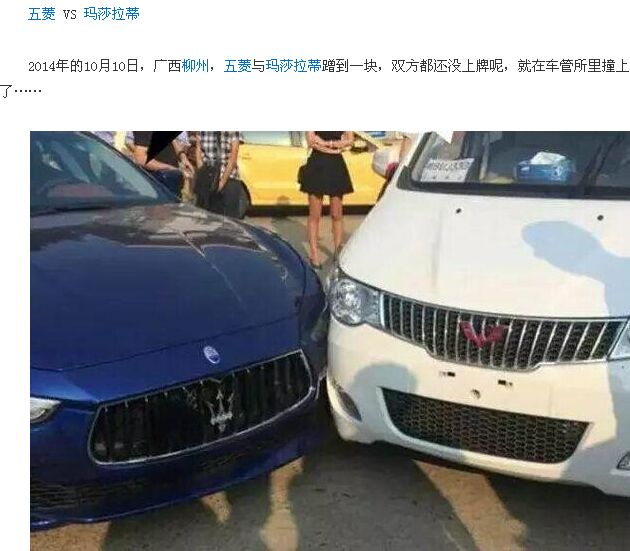 五菱 VS 玛莎拉蒂
2014年的10月10日，广西柳州，五菱与玛莎拉蒂蹭到一块，双方都还没上牌呢，就在车管所里撞上
了……